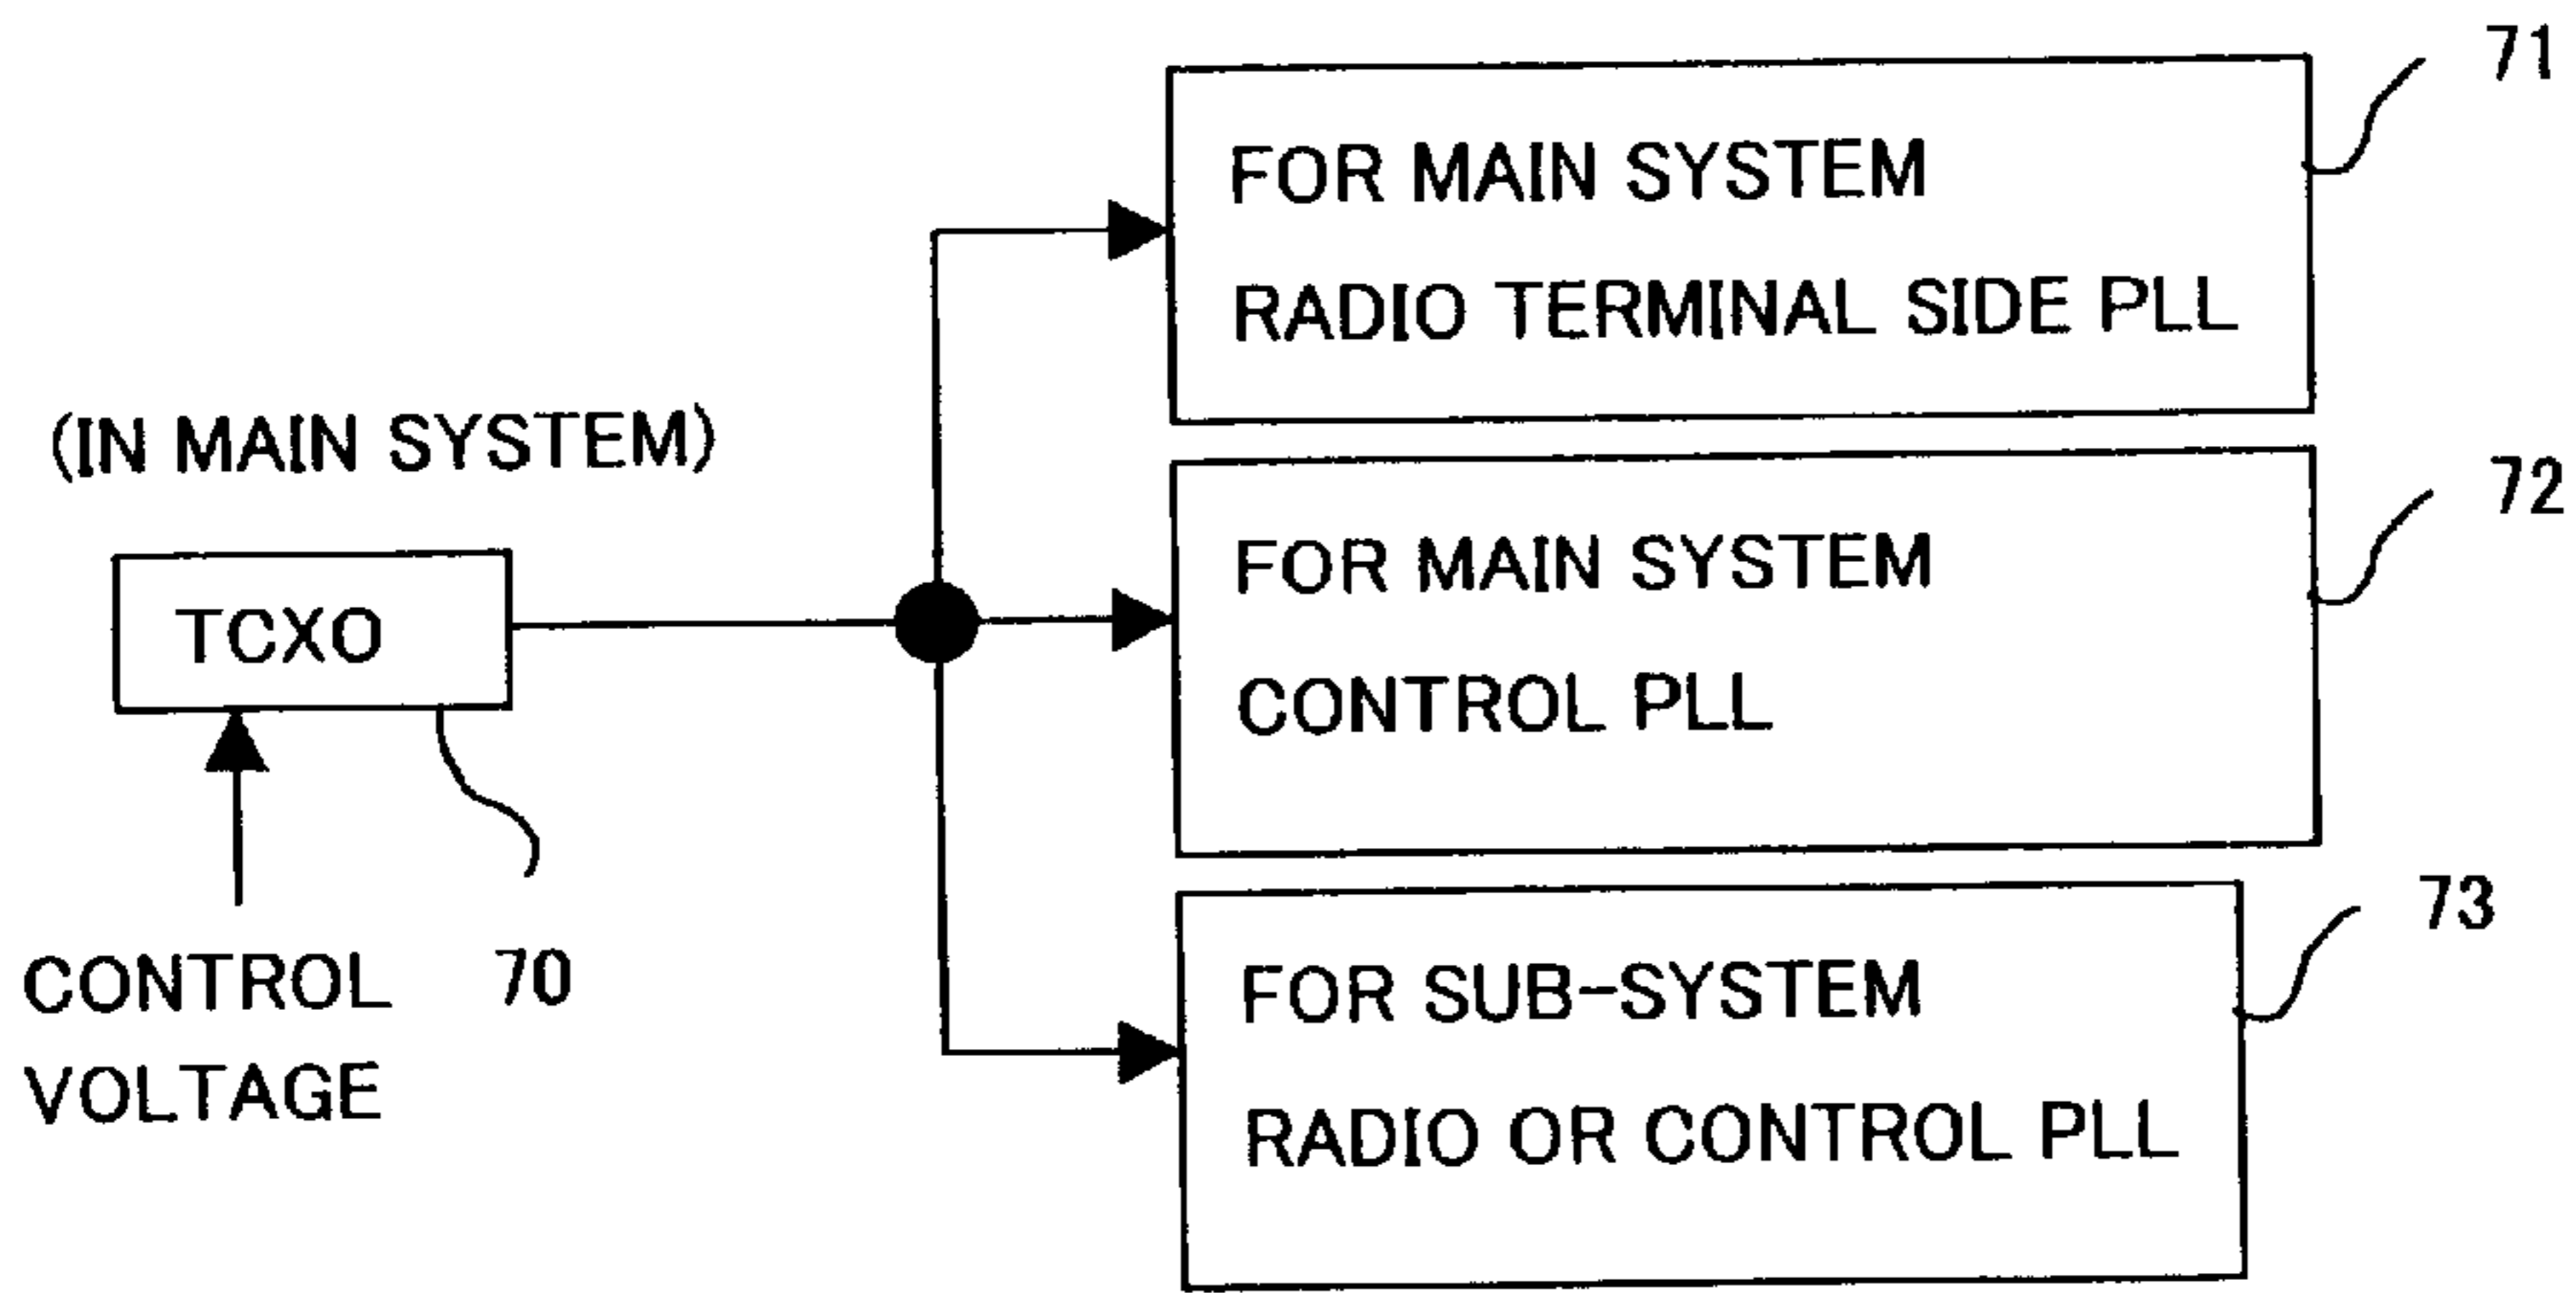 (IN MAIN SYSTEM)
TCXO
CONTROL
VOLTAGE
70
FOR MAIN SYSTEM
RADIO TERMINAL SIDE PLL
71
FOR MAIN SYSTEM
CONTROL PLL
72
FOR SUB-SYSTEM
RADIO OR CONTROL PLL
73